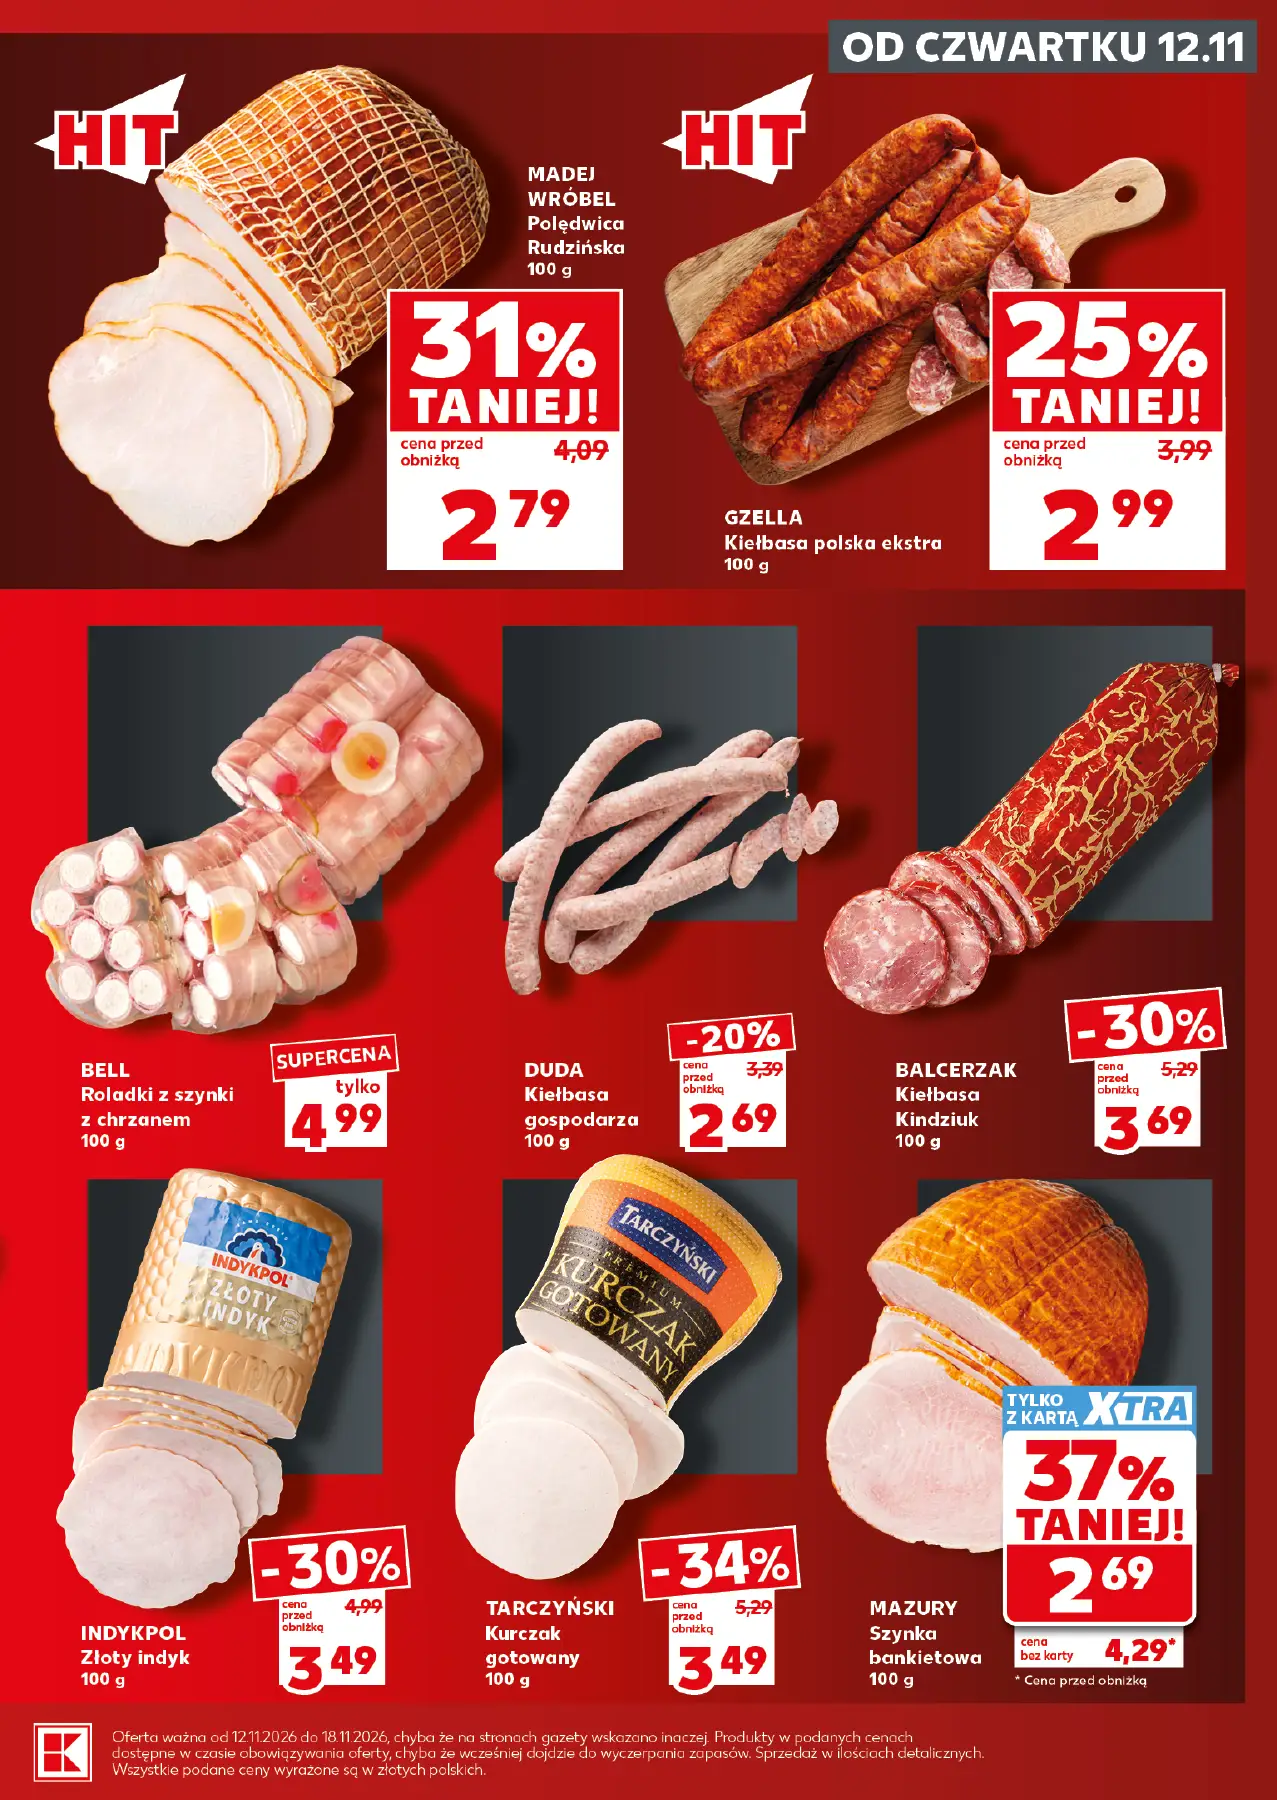 OD CZWARTKU 12.11
HIT
MADEJ
WRÓBEL
Polędwica
Rudzińska
100 g
31%
TANIEJ!
cena przed
obniżką
4,09
2 79
HIT
25%
TANIEJ!
cena przed
obniżką
3,99
2 99
GZELLA
Kiełbasa polska ekstra
100 g
BELL
Roladki z szynki
z chrzanem
100 g
SUPERCENA
tylko
4 99
DUDA
Kiełbasa
gospodarza
100 g
-20%
cena
przed
obniżką
3,39
2 69
BALCERZAK
Kiełbasa
Kindziuk
100 g
-30%
cena
przed
obniżką
5,29
3 69
INDYKPOL
ZŁOTY
INDYK
INDYKPOL
Złoty indyk
100 g
-30%
cena
przed
obniżką
4,99
3 49
TARCZYŃSKI
PREMIUM
KURCZAK
GOTOWANY
TARCZYŃSKI
Kurczak
gotowany
100 g
-34%
cena
przed
obniżką
5,29
3 49
MAZURY
Szynka
bankietowa
100 g
TYLKO
Z KARTĄ XTRA
37%
TANIEJ!
2 69
cena
bez karty
4,29*
* Cena przed obniżką
Oferta ważna od 12.11.2026 do 18.11.2026, chyba że na stronach gazety wskazano inaczej. Produkty w podanych cenach
dostępne w czasie obowiązywania oferty, chyba że wcześniej dojdzie do wyczerpania zapasów. Sprzedaż w ilościach detalicznych.
Wszystkie podane ceny wyrażone są w złotych polskich.